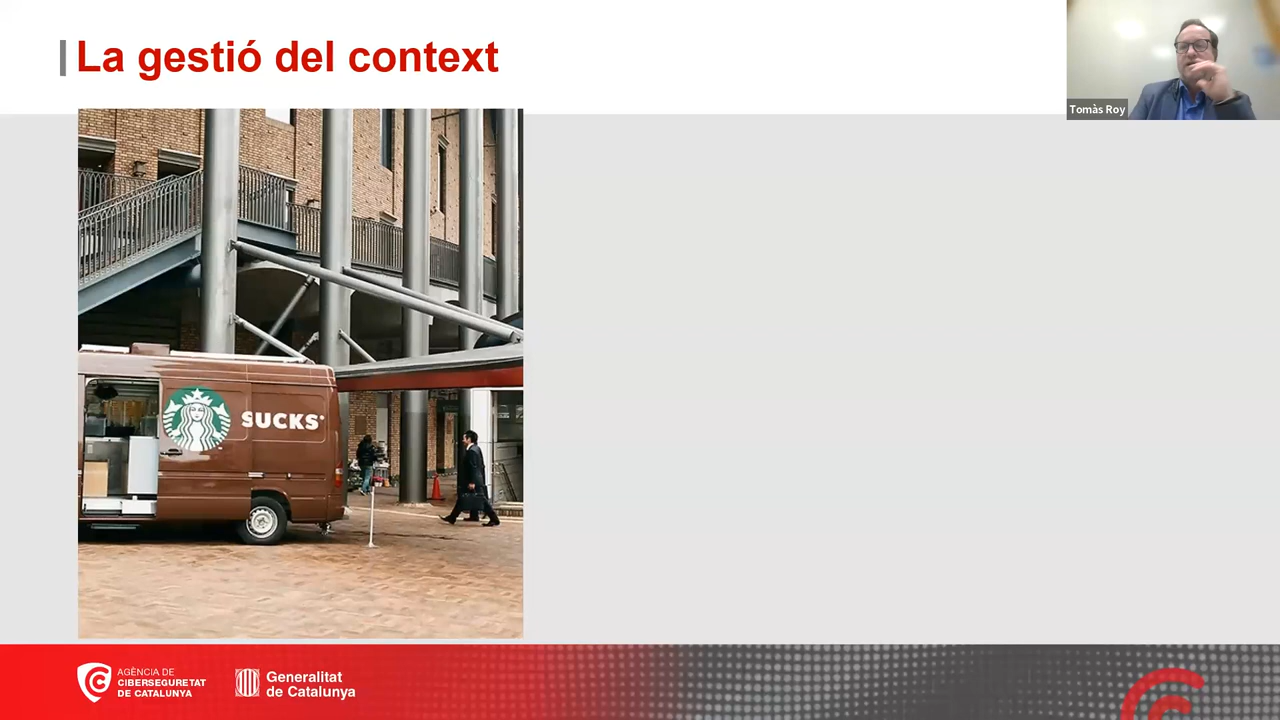 La gestió del context
Tomàs Roy
SUCKS
AGÈNCIA DE
CIBERSEGURETAT
DE CATALUNYA
Generalitat
de Catalunya